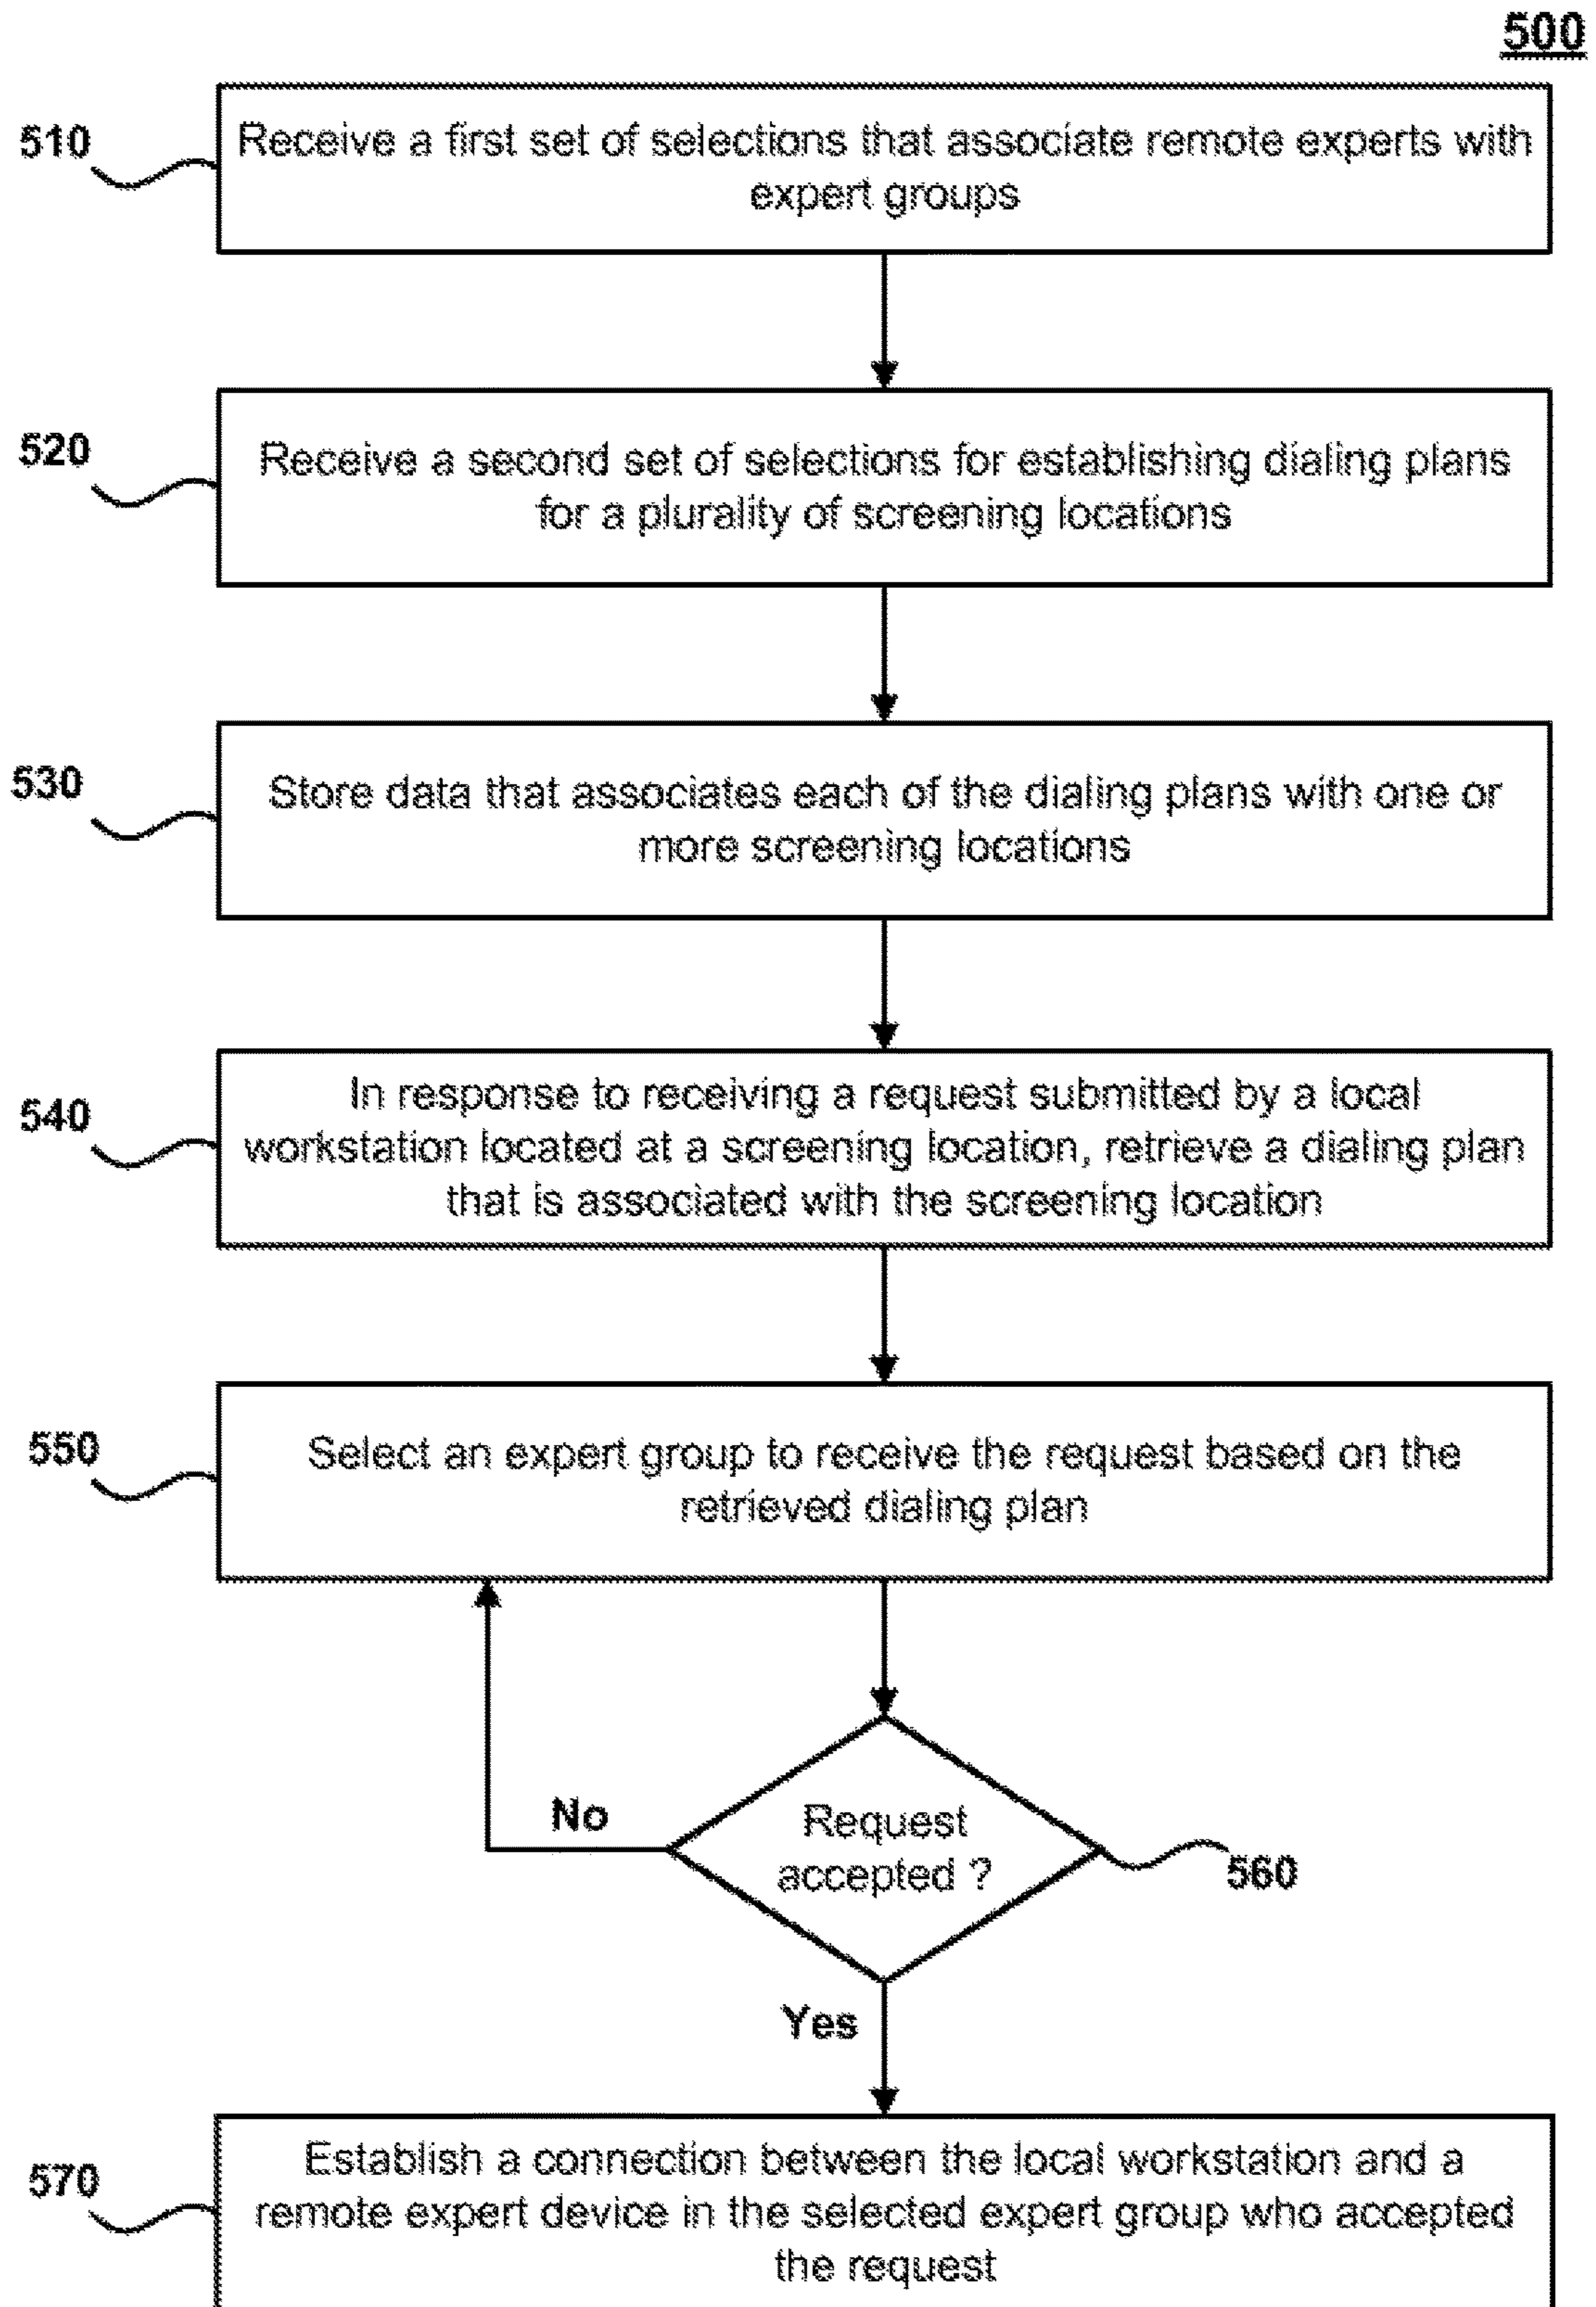 500
510
Receive a first set of selections that associate remote experts with
expert groups
520
Receive a second set of selections for establishing dialing plans
for a plurality of screening locations
530
Store data that associates each of the dialing plans with one or
more screening locations
540
In response to receiving a request submitted by a local
workstation located at a screening location, retrieve a dialing plan
that is associated with the screening location
550
Select an expert group to receive the request based on the
retrieved dialing plan
No
Request
accepted ?
560
Yes
570
Establish a connection between the local workstation and a
remote expert device in the selected expert group who accepted
the request